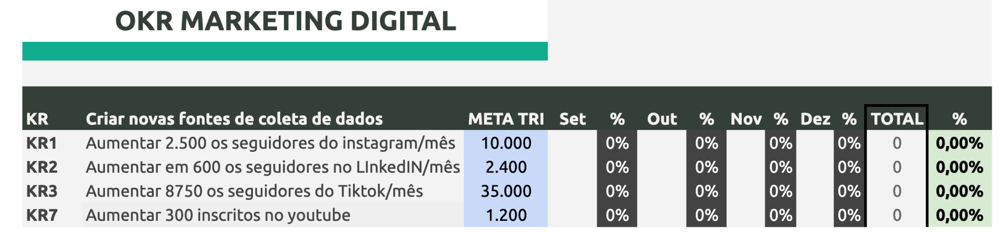 OKR MARKETING DIGITAL
KR Criar novas fontes de coleta de dados META TRI Set % Out % Nov % Dez % TOTAL %
KR1 Aumentar 2.500 os seguidores do instagram/mês 10.000 0% 0% 0% 0% 0 0,00%
KR2 Aumentar em 600 os seguidores no LInkedIN/mês 2.400 0% 0% 0% 0% 0 0,00%
KR3 Aumentar 8750 os seguidores do Tiktok/mês 35.000 0% 0% 0% 0% 0 0,00%
KR7 Aumentar 300 inscritos no youtube 1.200 0% 0% 0% 0% 0 0,00%